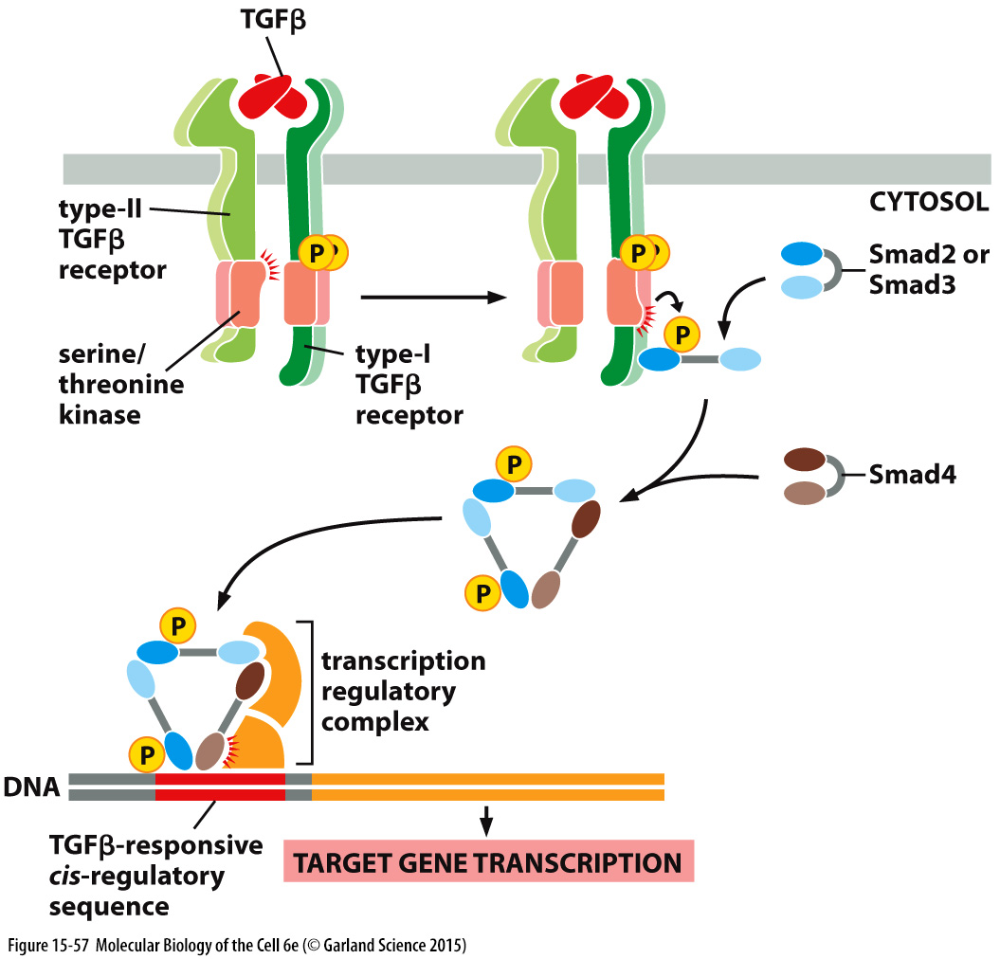 TGFβ
CYTOSOL
type-II
TGFβ
receptor
P
P
P
P
Smad2 or
Smad3
P
serine/
threonine
kinase
type-I
TGFβ
receptor
P
Smad4
P
P
transcription
regulatory
complex
P
DNA
TGFβ-responsive
cis-regulatory
sequence
TARGET GENE TRANSCRIPTION
Figure 15-57 Molecular Biology of the Cell 6e (© Garland Science 2015)